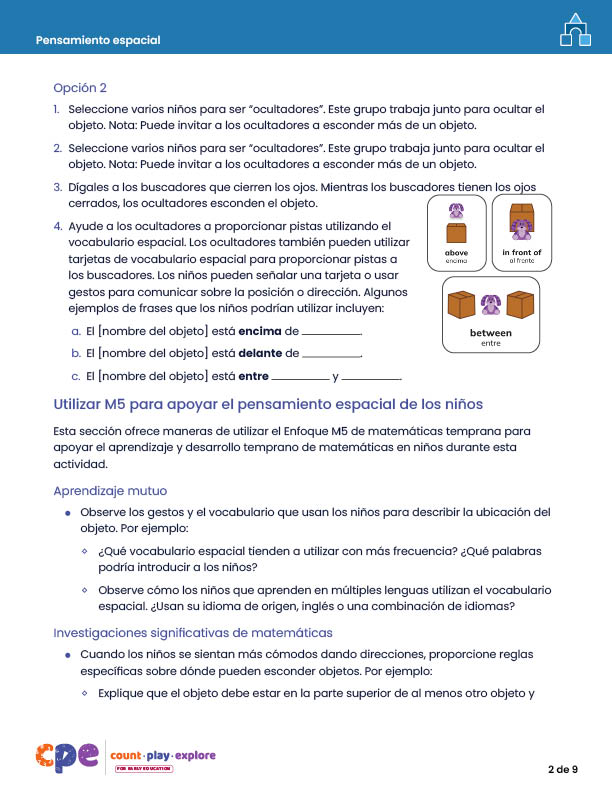 Pensamiento espacial
Opción 2
1. Seleccione varios niños para ser “ocultadores”. Este grupo trabaja junto para ocultar el
objeto. Nota: Puede invitar a los ocultadores a esconder más de un objeto.
2. Seleccione varios niños para ser “ocultadores”. Este grupo trabaja junto para ocultar el
objeto. Nota: Puede invitar a los ocultadores a esconder más de un objeto.
3. Dígales a los buscadores que cierren los ojos. Mientras los buscadores tienen los ojos
cerrados, los ocultadores esconden el objeto.
4. Ayude a los ocultadores a proporcionar pistas utilizando el
vocabulario espacial. Los ocultadores también pueden utilizar
tarjetas de vocabulario espacial para proporcionar pistas a
los buscadores. Los niños pueden señalar una tarjeta o usar
gestos para comunicar sobre la posición o dirección. Algunos
ejemplos de frases que los niños podrían utilizar incluyen:
a. El [nombre del objeto] está encima de __________.
b. El [nombre del objeto] está delante de __________.
c. El [nombre del objeto] está entre __________ y __________.
above
encima
in front of
al frente
between
entre
Utilizar M5 para apoyar el pensamiento espacial de los niños
Esta sección ofrece maneras de utilizar el Enfoque M5 de matemáticas temprana para
apoyar el aprendizaje y desarrollo temprano de matemáticas en niños durante esta
actividad.
Aprendizaje mutuo
• Observe los gestos y el vocabulario que usan los niños para describir la ubicación del
objeto. Por ejemplo:
⋄ ¿Qué vocabulario espacial tienden a utilizar con más frecuencia? ¿Qué palabras
podría introducir a los niños?
⋄ Observe cómo los niños que aprenden en múltiples lenguas utilizan el vocabulario
espacial. ¿Usan su idioma de origen, inglés o una combinación de idiomas?
Investigaciones significativas de matemáticas
• Cuando los niños se sientan más cómodos dando direcciones, proporcione reglas
específicas sobre dónde pueden esconder objetos. Por ejemplo:
⋄ Explique que el objeto debe estar en la parte superior de al menos otro objeto y
cpe
count·play·explore
FOR EARLY EDUCATION
2 de 9